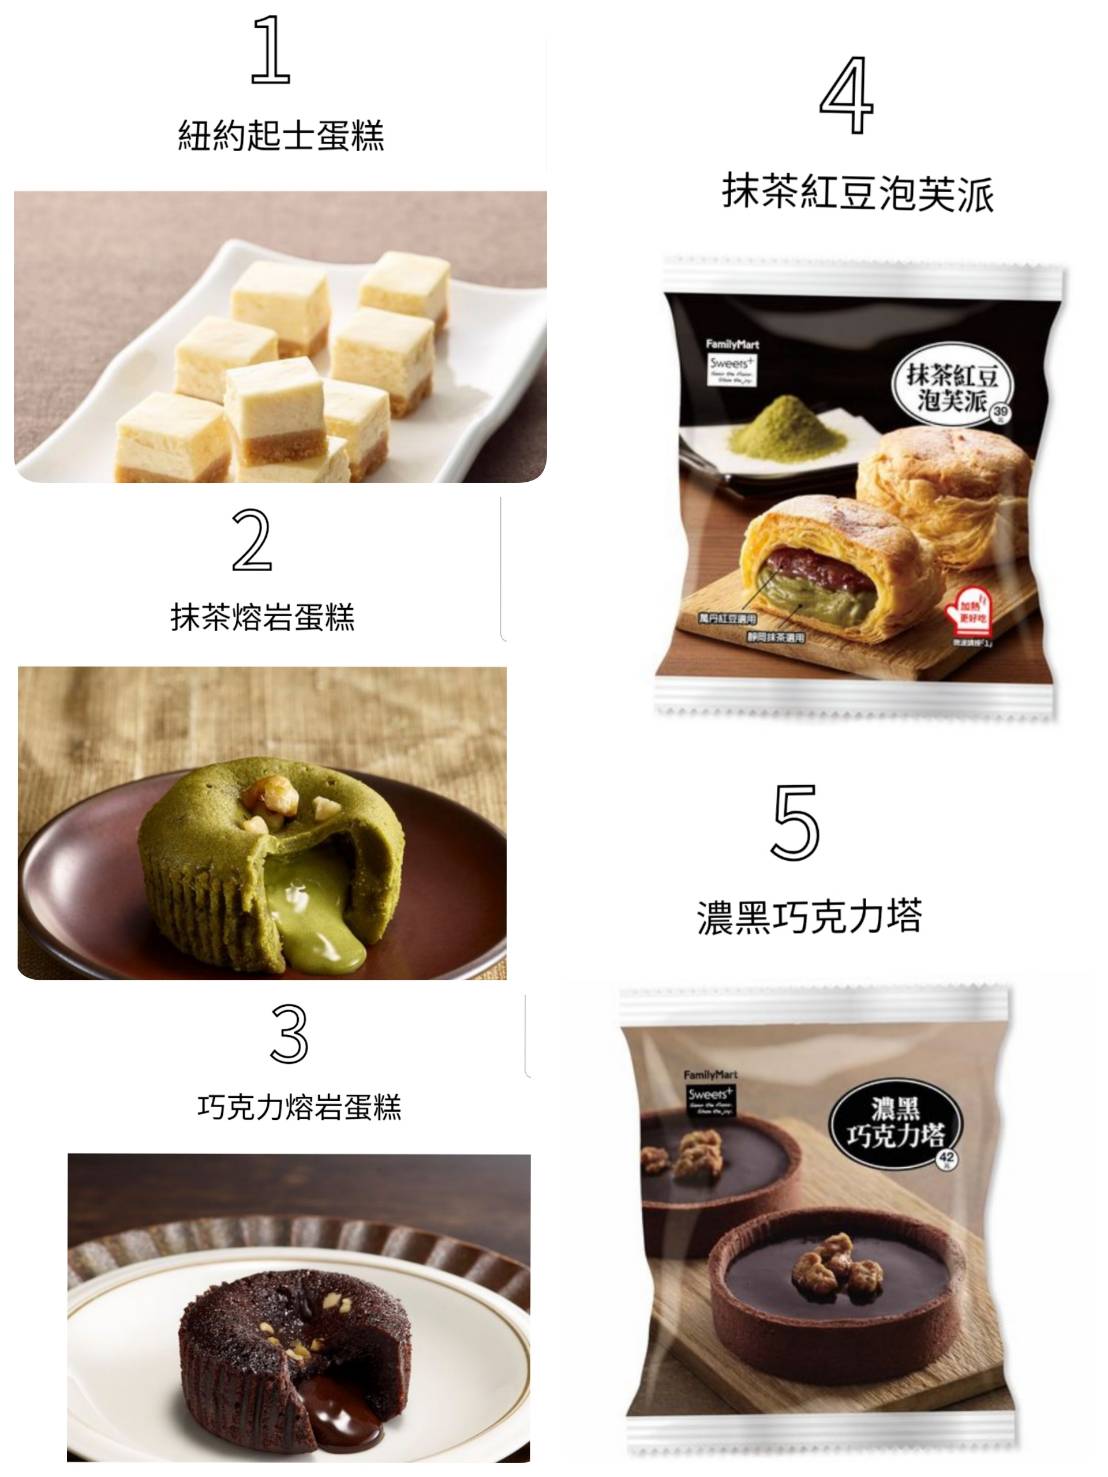 1
紐約起士蛋糕
2
抹茶熔岩蛋糕
3
巧克力熔岩蛋糕
4
抹茶紅豆泡芙派
FamilyMart
Sweets+
抹茶紅豆
泡芙派
39
元
萬丹紅豆選用
靜岡抹茶選用
加熱
更好吃
5
濃黑巧克力塔
FamilyMart
Sweets+
濃黑
巧克力塔
42
元